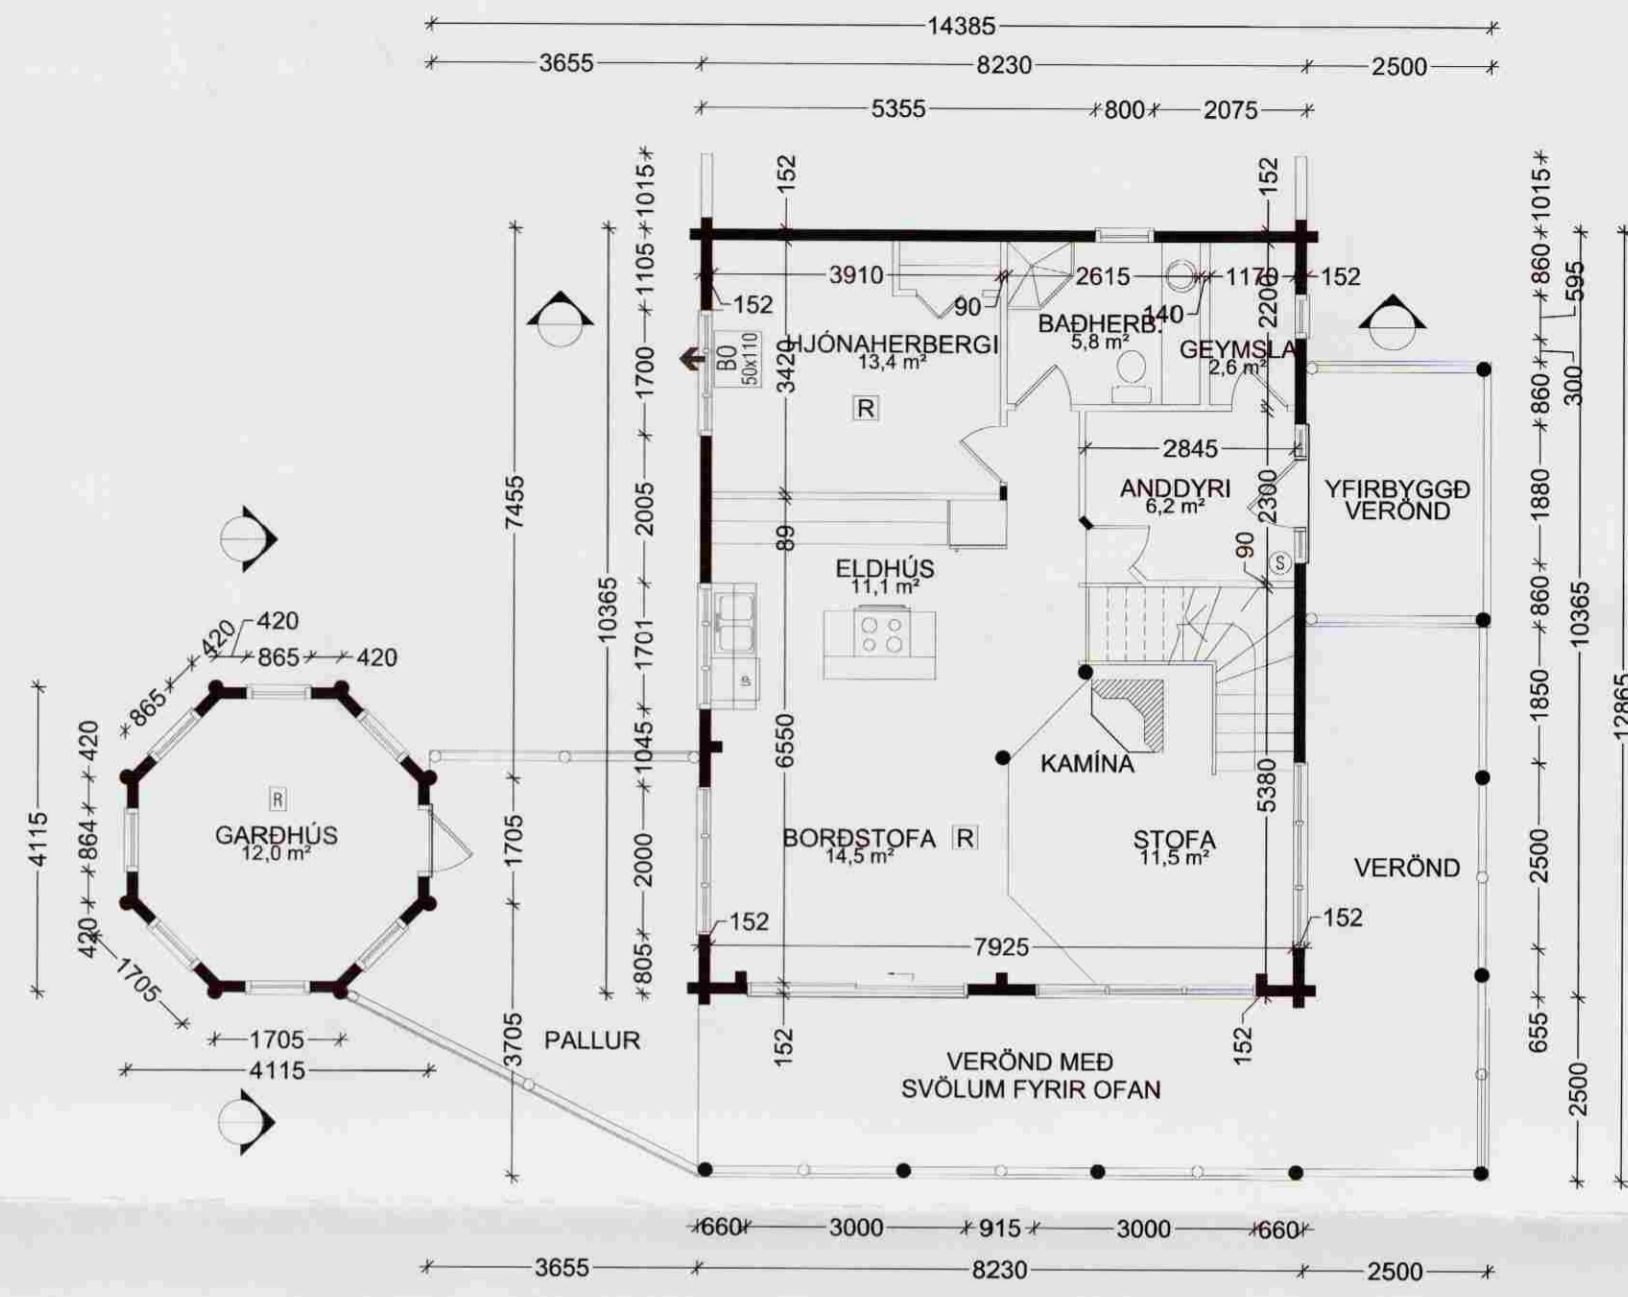 14385
3655 8230 2500
5355 800 2075
1015 152 152 1015
1105 860 595
3910 90 2615 140 1170 152
152
BO
50x110
1700
3420
HJÓNAHERBERGI
13,4 m²
R
BAÐHERB.
5,8 m²
GEYMSLA
2,6 m²
2200
860 300
7455
10365
2005
2845
ANDDYRI
6,2 m²
2300
90
S
YFIRBYGGÐ
VERÖND
1880
10365
12865
89
ELDHÚS
11,1 m²
1701
860
420 420
865 420
865
420
4115
864
420
R
GARÐHÚS
12,0 m²
1705
1705
4115
1705
1045
6550
KAMÍNA
5380
1850
2000
BORÐSTOFA R
14,5 m²
STOFA
11,5 m²
VERÖND
2500
805
152
7925
152
152
152
655
3705
PALLUR
VERÖND MEÐ
SVÖLUM FYRIR OFAN
2500
660 3000 915 3000 660
3655 8230 2500